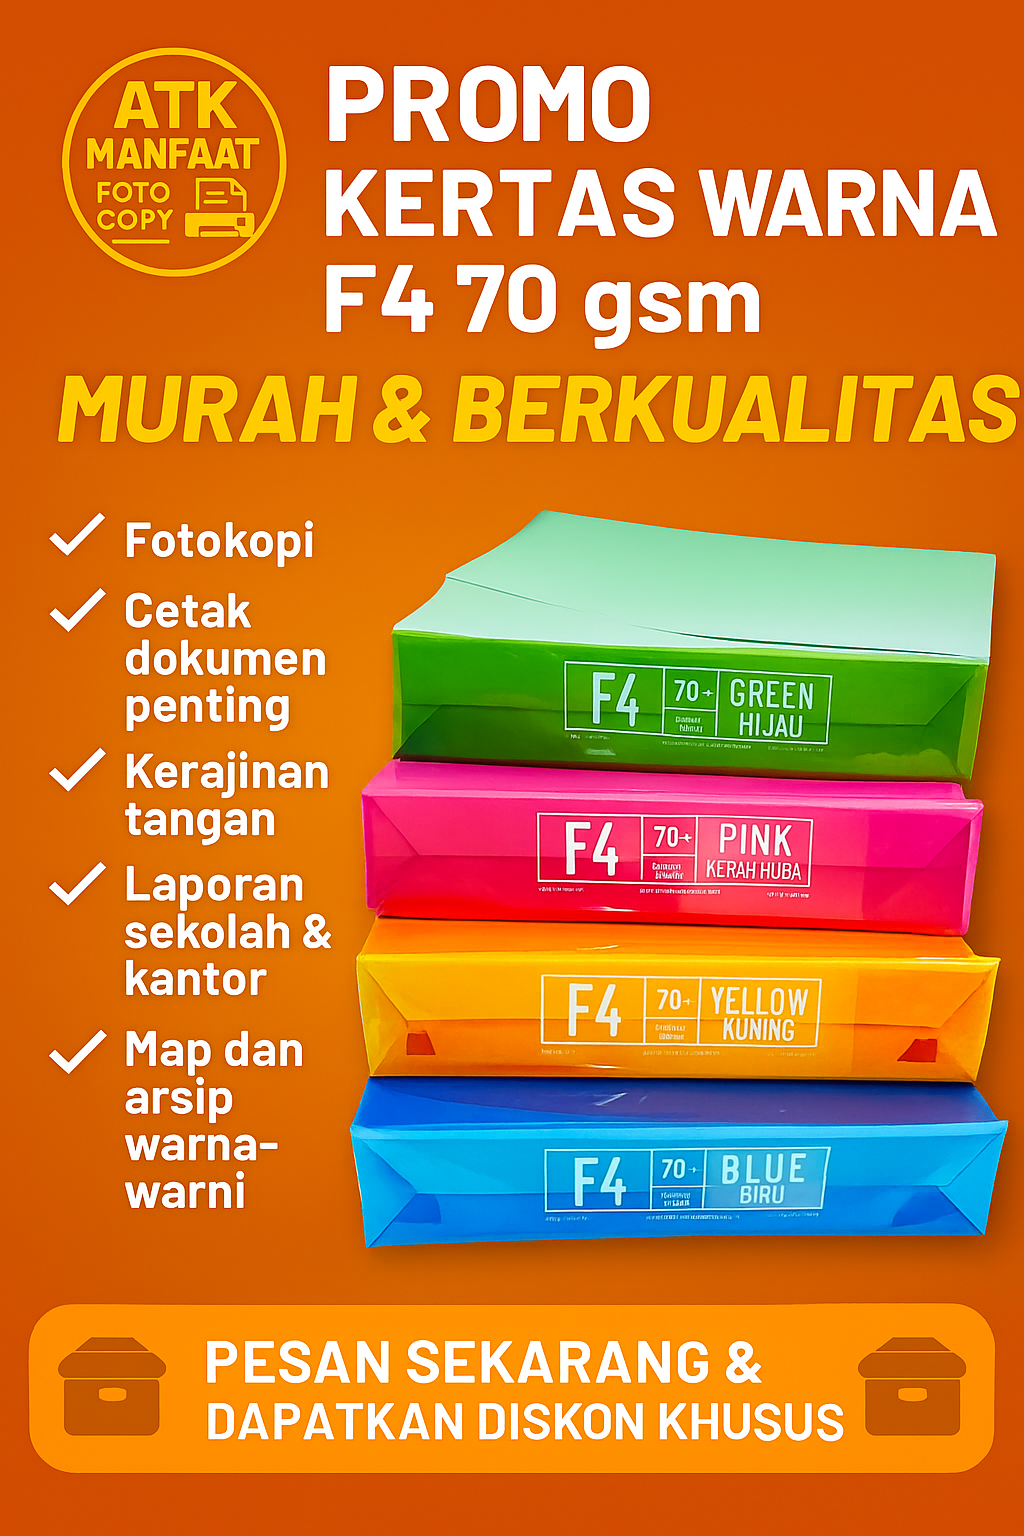 ATK
MANFAAT
FOTO
COPY
PROMO
KERTAS WARNA
F4 70 gsm
MURAH & BERKUALITAS
Fotokopi
Cetak
dokumen
penting
Kerajinan
tangan
Laporan
sekolah &
kantor
Map dan
arsip
warna-
warni
F4 70+ GREEN
HIJAU
F4 70+ PINK
KERAH HUBA
F4 70+ YELLOW
KUNING
F4 70+ BLUE
BIRU
PESAN SEKARANG &
DAPATKAN DISKON KHUSUS